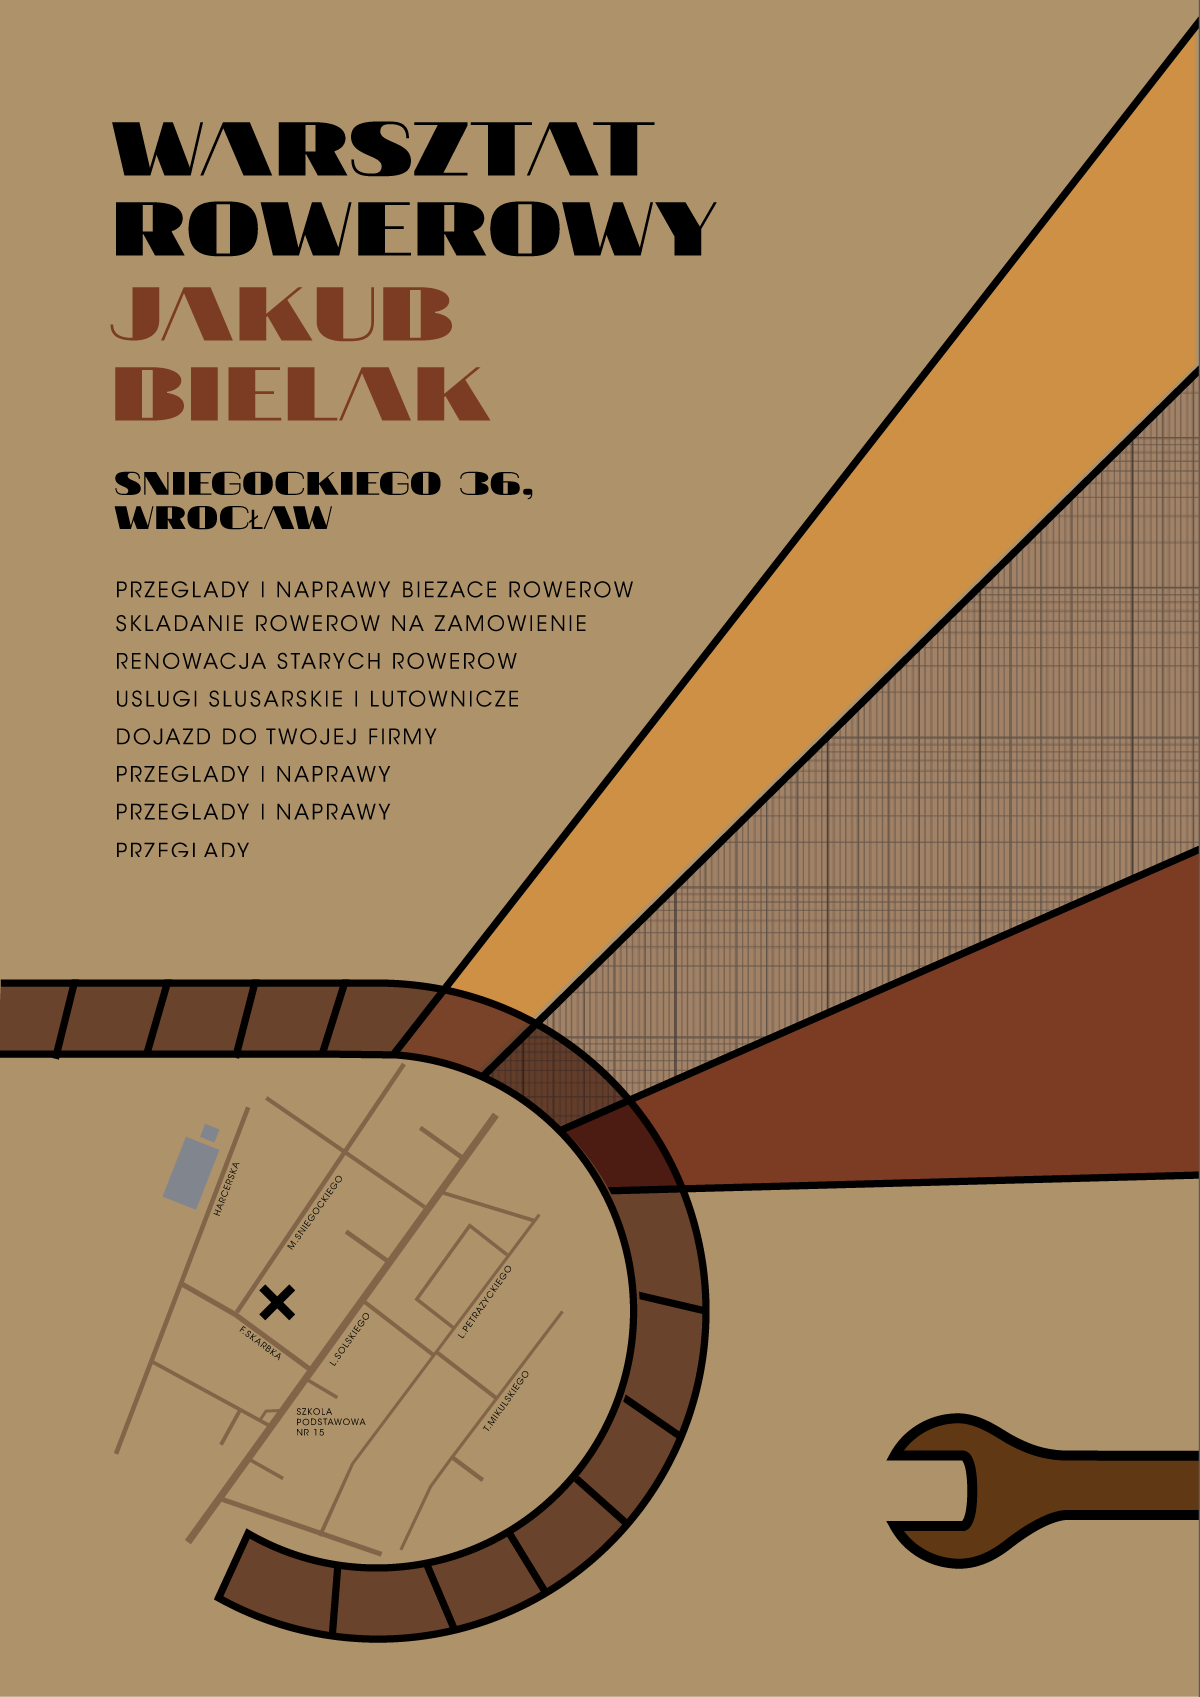 WARSZTAT
ROWEROWY
JAKUB
BIELAK
SNIEGOCKIEGO 36,
WROCŁAW
PRZEGLADY I NAPRAWY BIEZACE ROWEROW
SKLADANIE ROWEROW NA ZAMOWIENIE
RENOWACJA STARYCH ROWEROW
USLUGI SLUSARSKIE I LUTOWNICZE
DOJAZD DO TWOJEJ FIRMY
PRZEGLADY I NAPRAWY
PRZEGLADY I NAPRAWY
PRZEGLADY
HARCERSKA
M.SNIEGOCKIEGO
F.SKARBKA
L.SOLSKIEGO
L.PETRAZYCKIEGO
T.MIKULSKIEGO
SZKOLA
PODSTAWOWA
NR 15